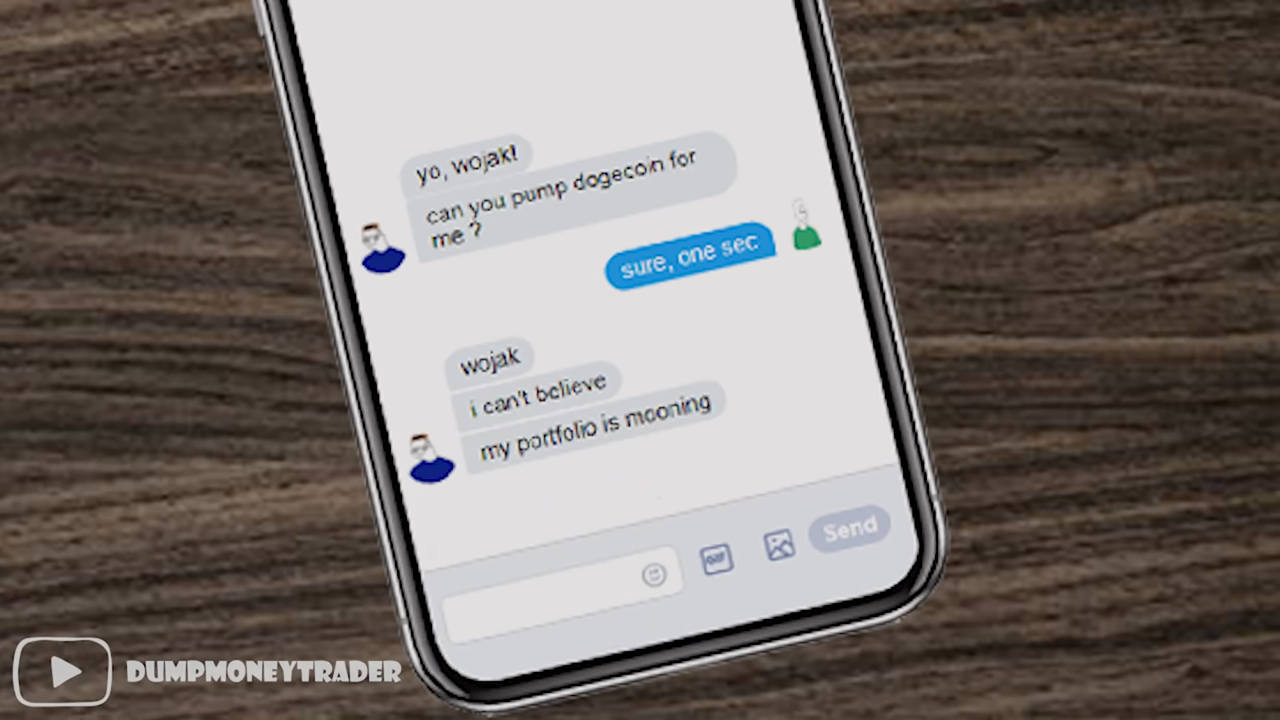 yo, wojak!
can you pump dogecoin for
me ?
sure, one sec
wojak
i can't believe
my portfolio is mooning
GIF
Send
DUMPMONEYTRADER